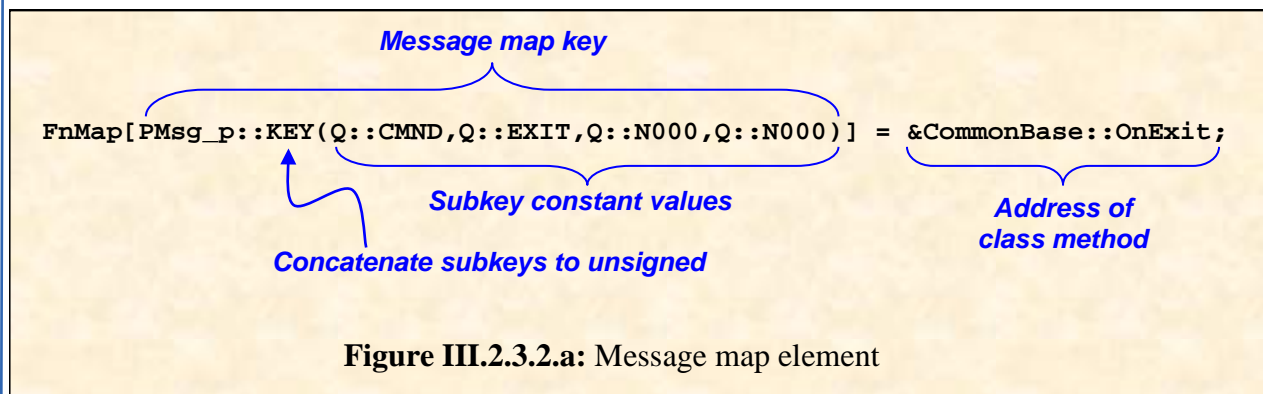 Message map key
FnMap[PMsg_p::KEY(Q::CMND,Q::EXIT,Q::N000,Q::N000)] = &CommonBase::OnExit;
Subkey constant values
Address of
class method
Concatenate subkeys to unsigned
Figure III.2.3.2.a: Message map element